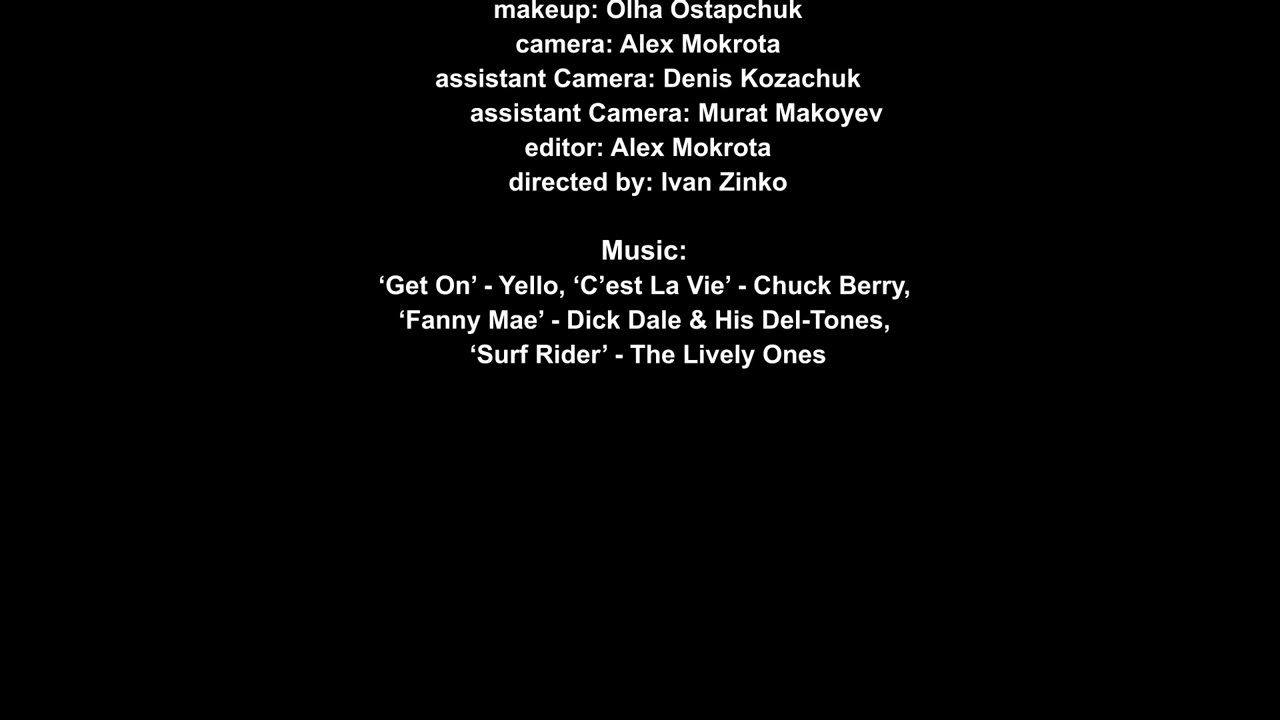 makeup: Olha Ostapchuk
camera: Alex Mokrota
assistant Camera: Denis Kozachuk
assistant Camera: Murat Makoyev
editor: Alex Mokrota
directed by: Ivan Zinko
Music:
‘Get On’ - Yello, ‘C’est La Vie’ - Chuck Berry,
‘Fanny Mae’ - Dick Dale & His Del-Tones,
‘Surf Rider’ - The Lively Ones